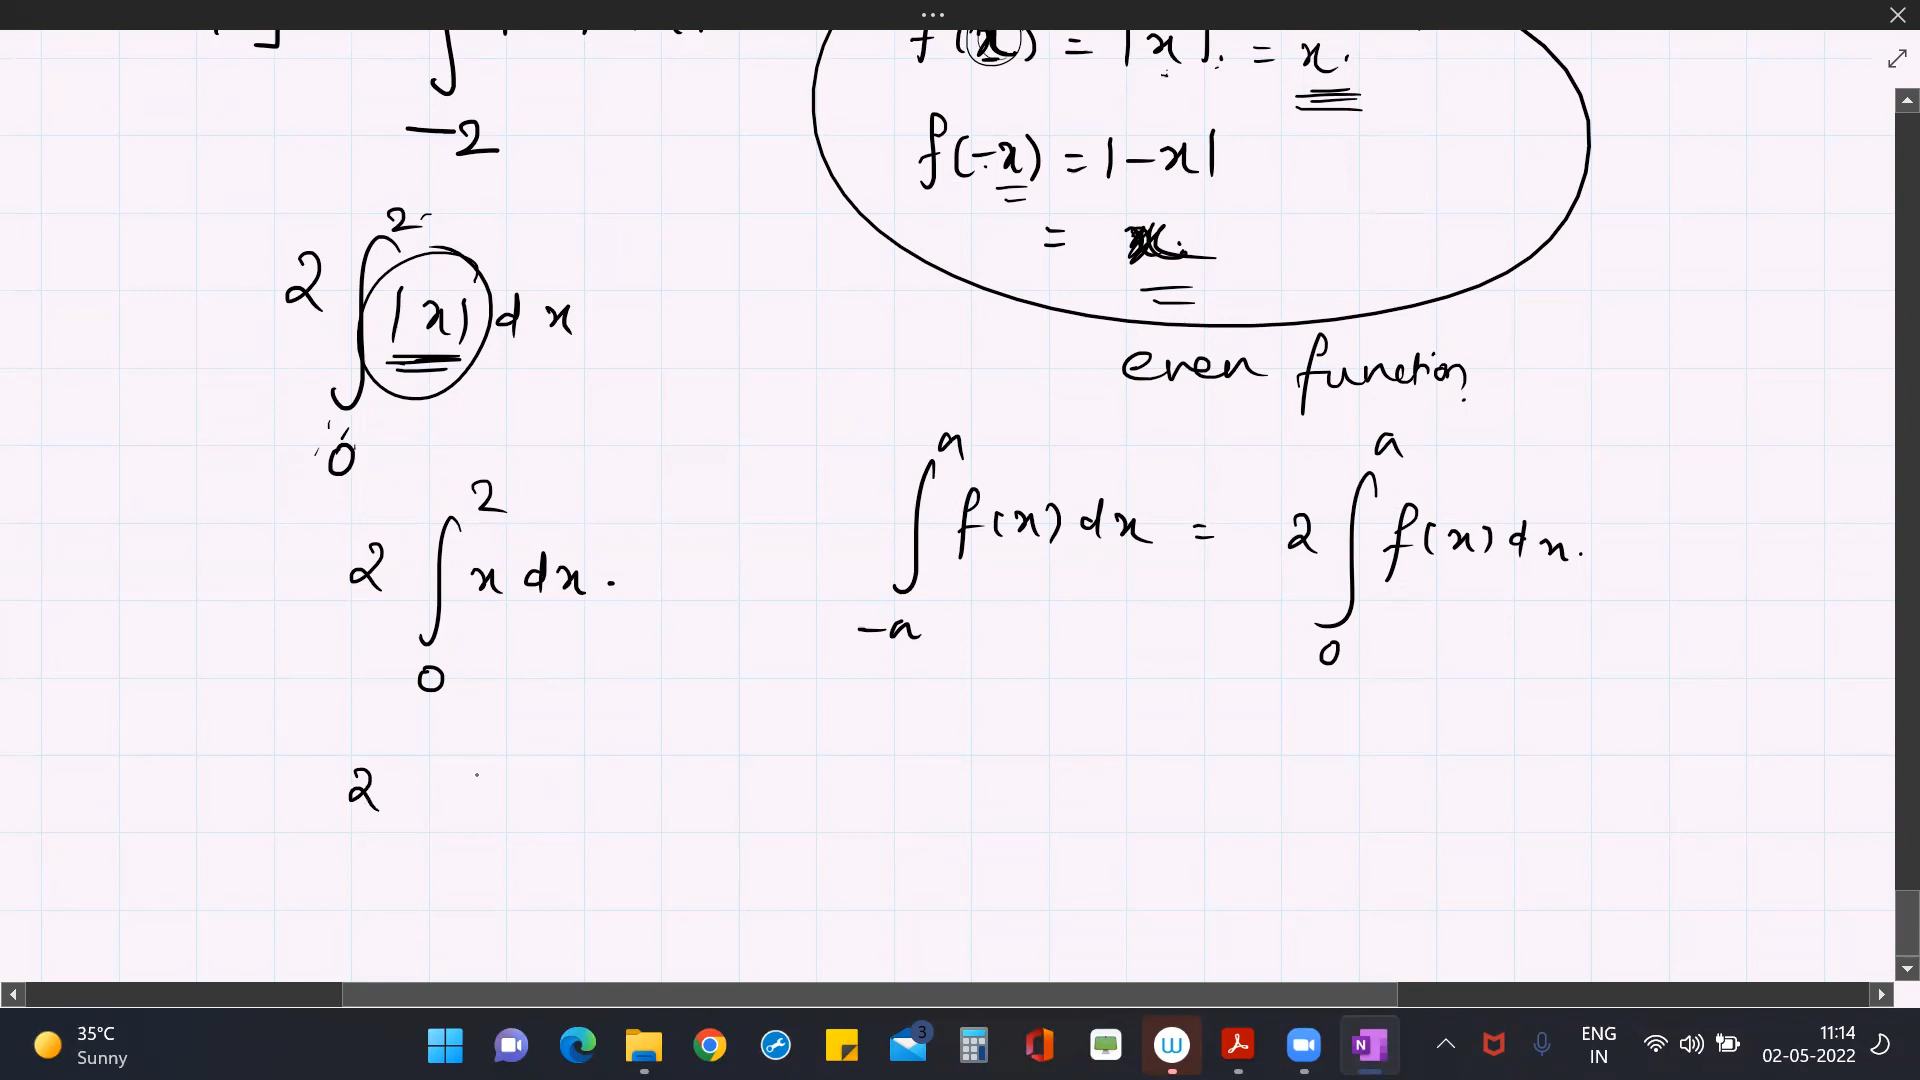 ...
-2
f(x) = |x|. = x.
f(-x) = |-x|
= x.
2 ∫₀² |x| dx
even function.
2 ∫₀² x dx.
∫₋ₐᵃ f(x) dx = 2 ∫₀ᵃ f(x) dx.
2
35°C
Sunny
3
ENG
IN
11:14
02-05-2022